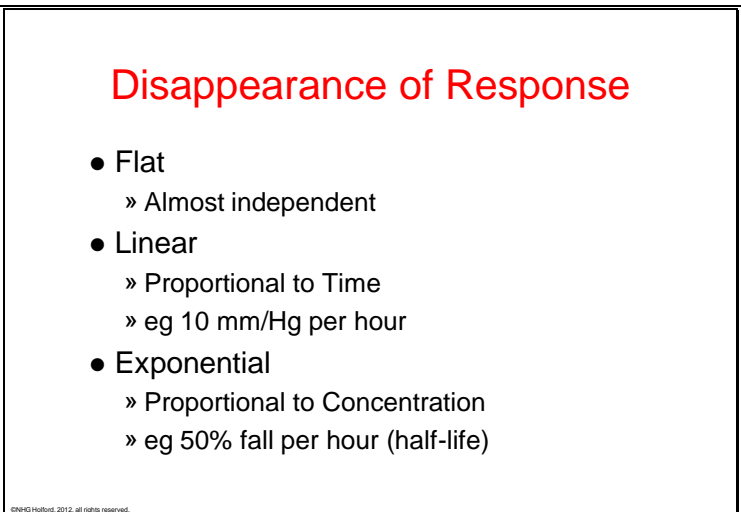 Disappearance of Response
● Flat
» Almost independent
● Linear
» Proportional to Time
» eg 10 mm/Hg per hour
● Exponential
» Proportional to Concentration
» eg 50% fall per hour (half-life)
©NHG Holford, 2012, all rights reserved.